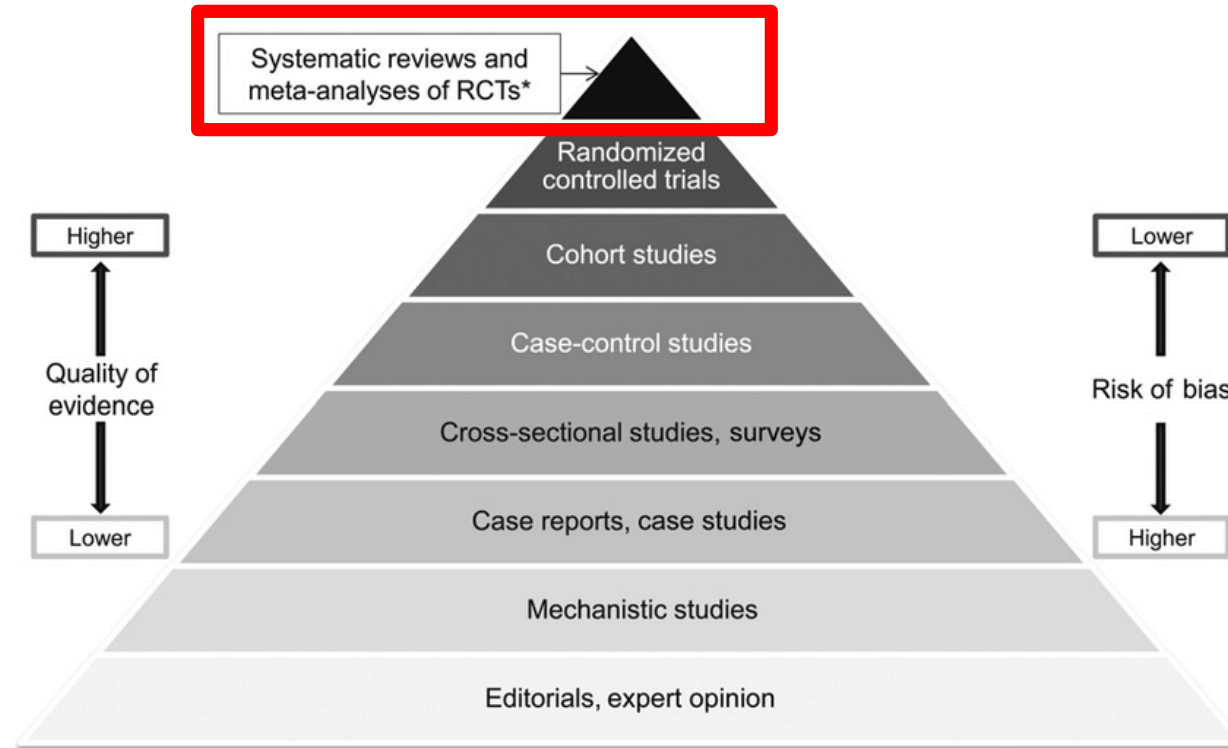 Systematic reviews and
meta-analyses of RCTs*
Randomized
controlled trials
Higher
Lower
Cohort studies
Case-control studies
Quality of
evidence
Risk of bias
Cross-sectional studies, surveys
Case reports, case studies
Lower
Higher
Mechanistic studies
Editorials, expert opinion